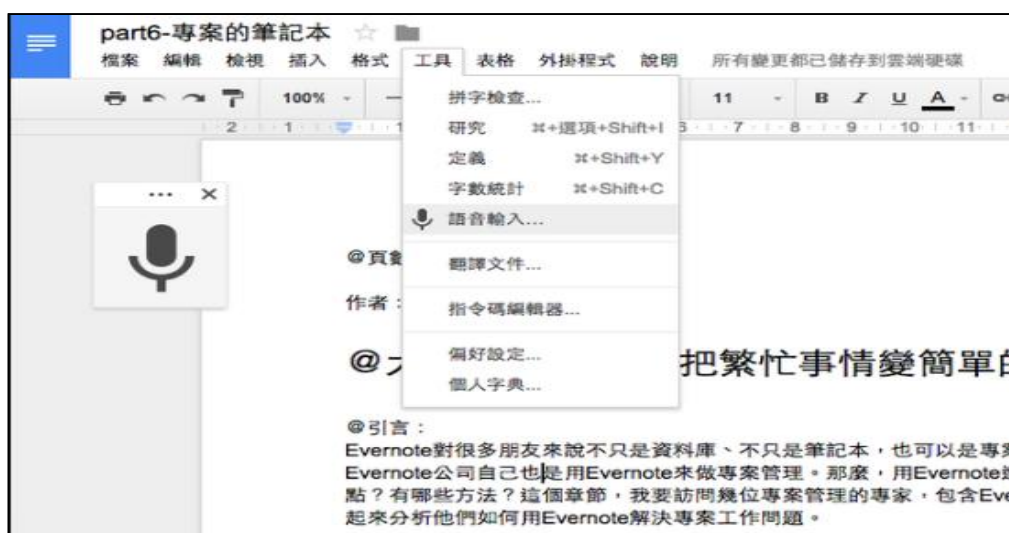 part6-專案的筆記本
檔案 編輯 檢視 插入 格式 工具 表格 外掛程式 說明 所有變更都已儲存到雲端硬碟
100% 11 B I U A
2 1 1 6 7 8 9 10 11
拼字檢查...
研究 ⌘+選項+Shift+I
定義 ⌘+Shift+Y
字數統計 ⌘+Shift+C
語音輸入...
翻譯文件...
指令碼編輯器...
偏好設定...
個人字典...
@頁數
作者：
@ 把繁忙事情變簡單的
@引言：
Evernote對很多朋友來說不只是資料庫、不只是筆記本，也可以是專案
Evernote公司自己也是用Evernote來做專案管理。那麼，用Evernote
點？有哪些方法？這個章節，我要訪問幾位專案管理的專家，包含Eve
起來分析他們如何用Evernote解決專案工作問題。